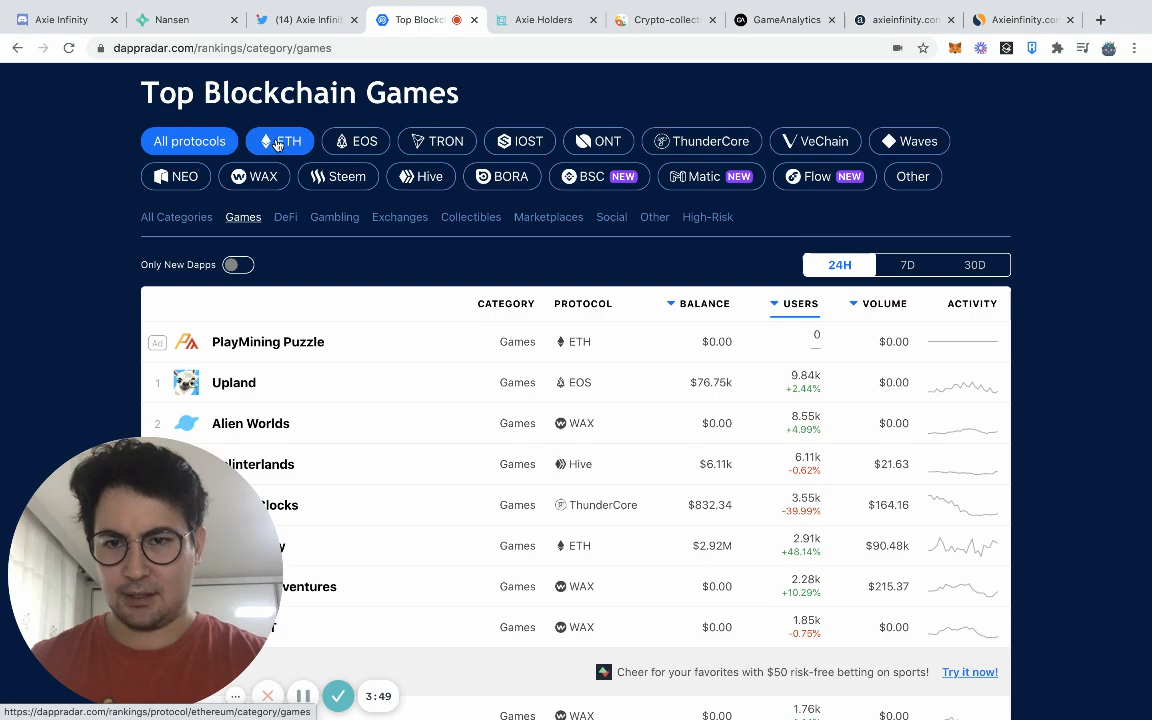 Axie Infinity
Nansen
(14) Axie Infinit
Top Blockch
Axie Holders
Crypto-collect
GameAnalytics
axieinfinity.con
Axieinfinity.con
dappradar.com/rankings/category/games
Top Blockchain Games
All protocols
ETH
EOS
TRON
IOST
ONT
ThunderCore
VeChain
Waves
NEO
WAX
Steem
Hive
BORA
BSC NEW
Matic NEW
Flow NEW
Other
All Categories Games DeFi Gambling Exchanges Collectibles Marketplaces Social Other High-Risk
Only New Dapps
24H 7D 30D
CATEGORY PROTOCOL BALANCE USERS VOLUME ACTIVITY
Ad PlayMining Puzzle Games ETH $0.00 0 $0.00
—
1 Upland Games EOS $76.75k 9.84k $0.00
+2.44%
2 Alien Worlds Games WAX $0.00 8.55k $0.00
+4.99%
linterlands Games Hive $6.11k 6.11k $21.63
-0.62%
locks Games ThunderCore $832.34 3.55k $164.16
-39.99%
y Games ETH $2.92M 2.91k $90.48k
+48.14%
ventures Games WAX $0.00 2.28k $215.37
+10.29%
T Games WAX $0.00 1.85k $0.00
-0.75%
Cheer for your favorites with $50 risk-free betting on sports! Try it now!
3:49
https://dappradar.com/rankings/protocol/ethereum/category/games
Games WAX $0.00 1.76k $0.00